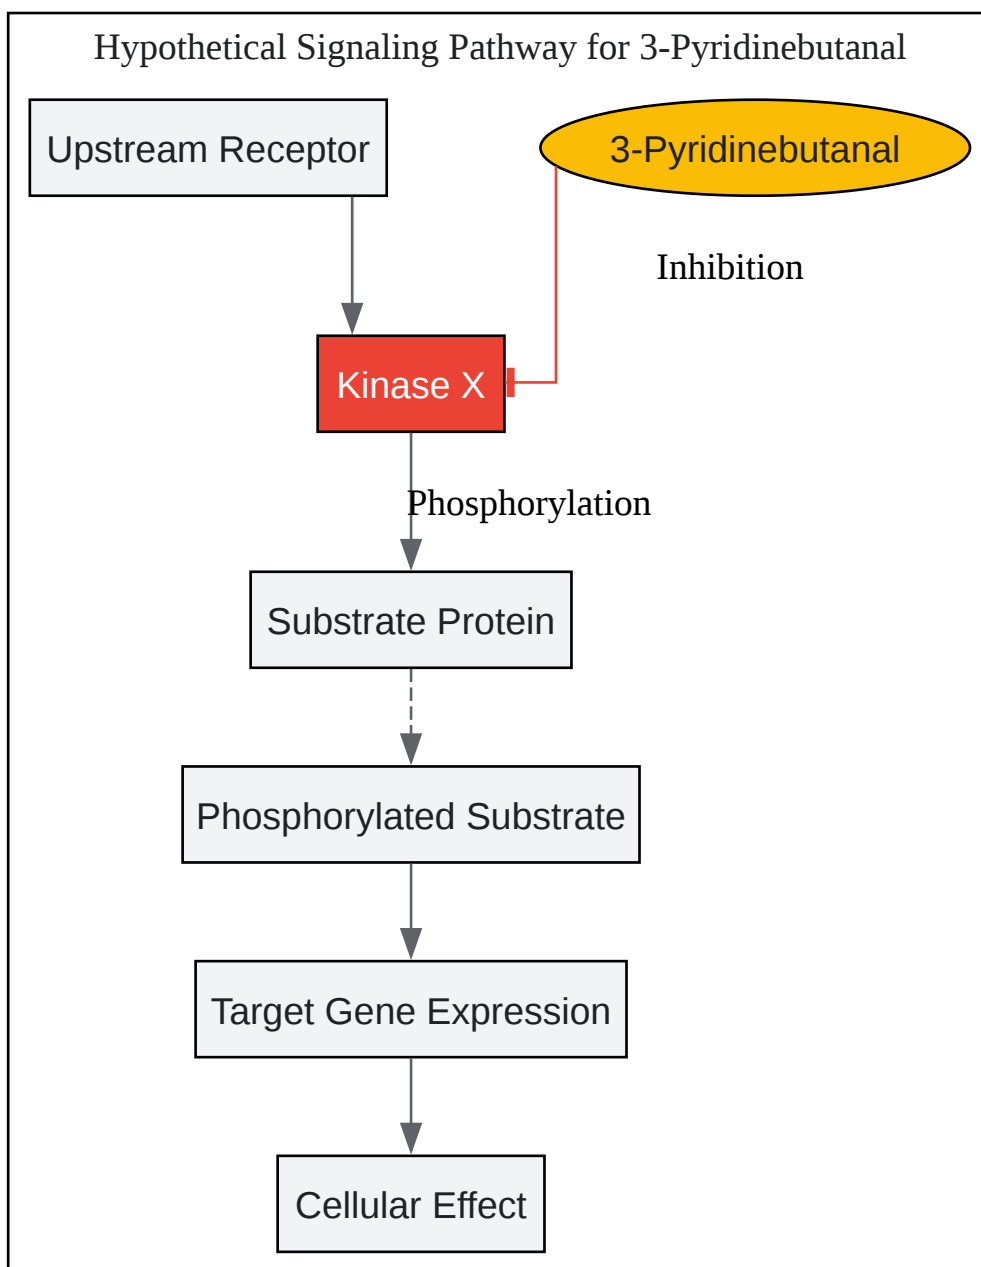 Hypothetical Signaling Pathway for 3-Pyridinebutanal
Upstream Receptor
3-Pyridinebutanal
Inhibition
Kinase X
Phosphorylation
Substrate Protein
Phosphorylated Substrate
Target Gene Expression
Cellular Effect